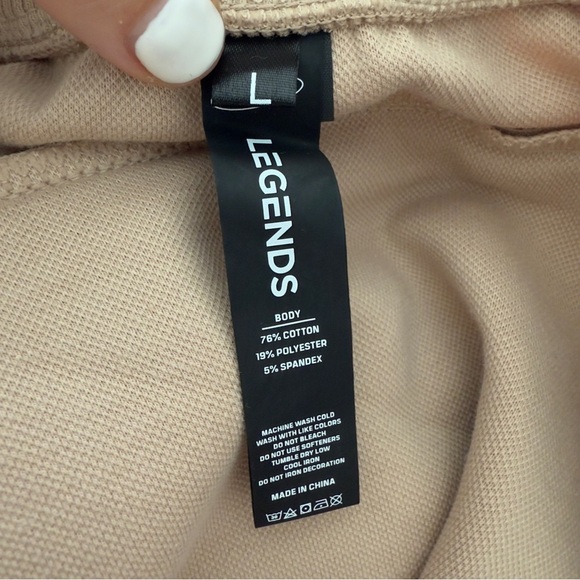 L
LEGENDS
BODY
76% COTTON
19% POLYESTER
5% SPANDEX
MACHINE WASH COLD
WASH WITH LIKE COLORS
DO NOT BLEACH
DO NOT USE SOFTENERS
TUMBLE DRY LOW
COOL IRON
DO NOT IRON DECORATION
MADE IN CHINA